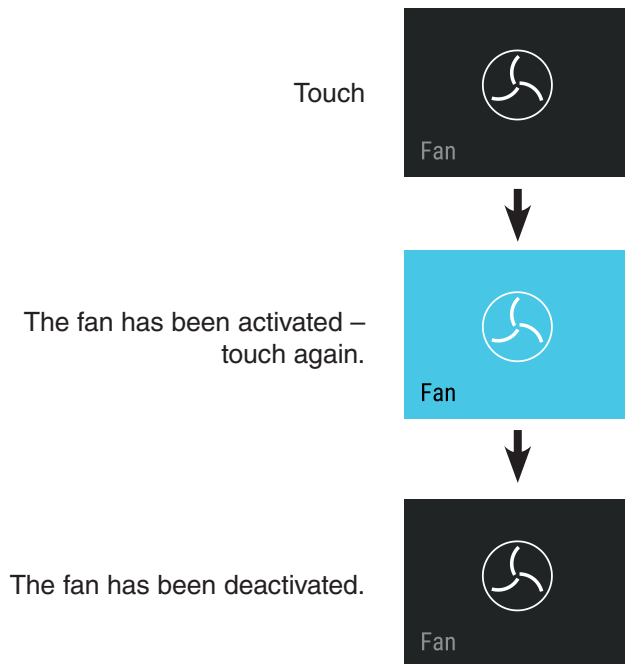 Touch
Fan
The fan has been activated –
touch again.
Fan
The fan has been deactivated.
Fan